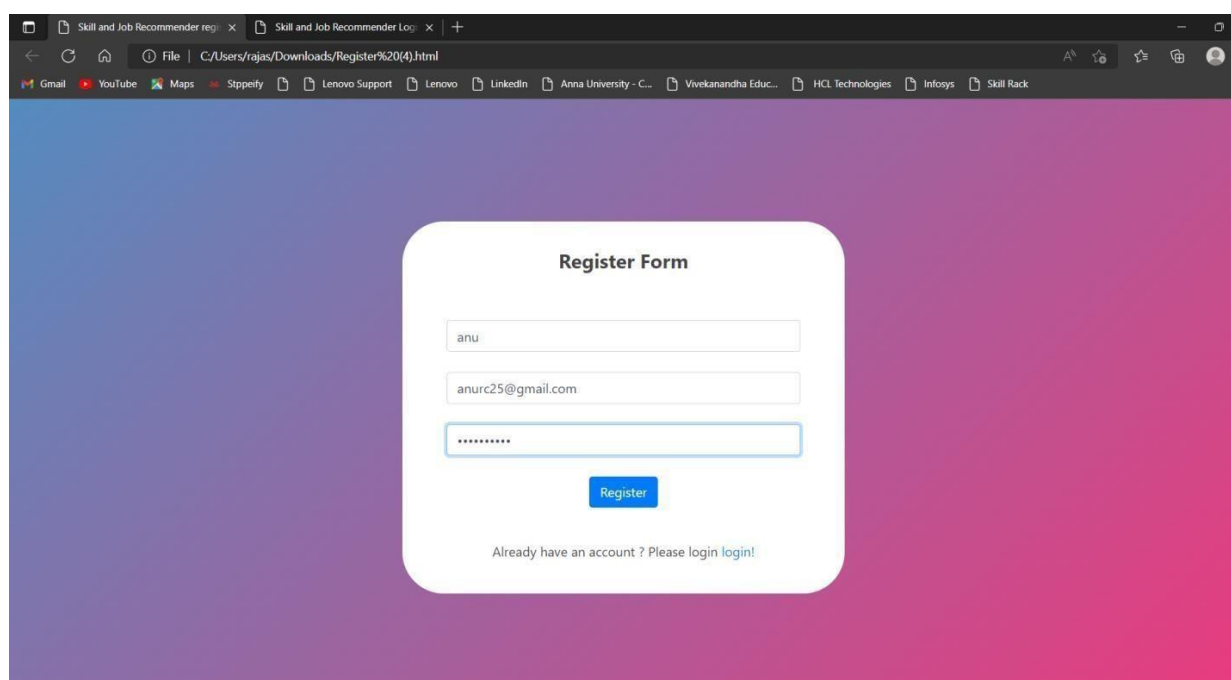 Skill and Job Recommender regi
Skill and Job Recommender Log
File
C:/Users/rajas/Downloads/Register%20(4).html
Gmail YouTube Maps Stppeify Lenovo Support Lenovo LinkedIn Anna University - C... Vivekanandha Educ... HCL Technologies Infosys Skill Rack
Register Form
anu
anurc25@gmail.com
••••••••••
Register
Already have an account ? Please login login!